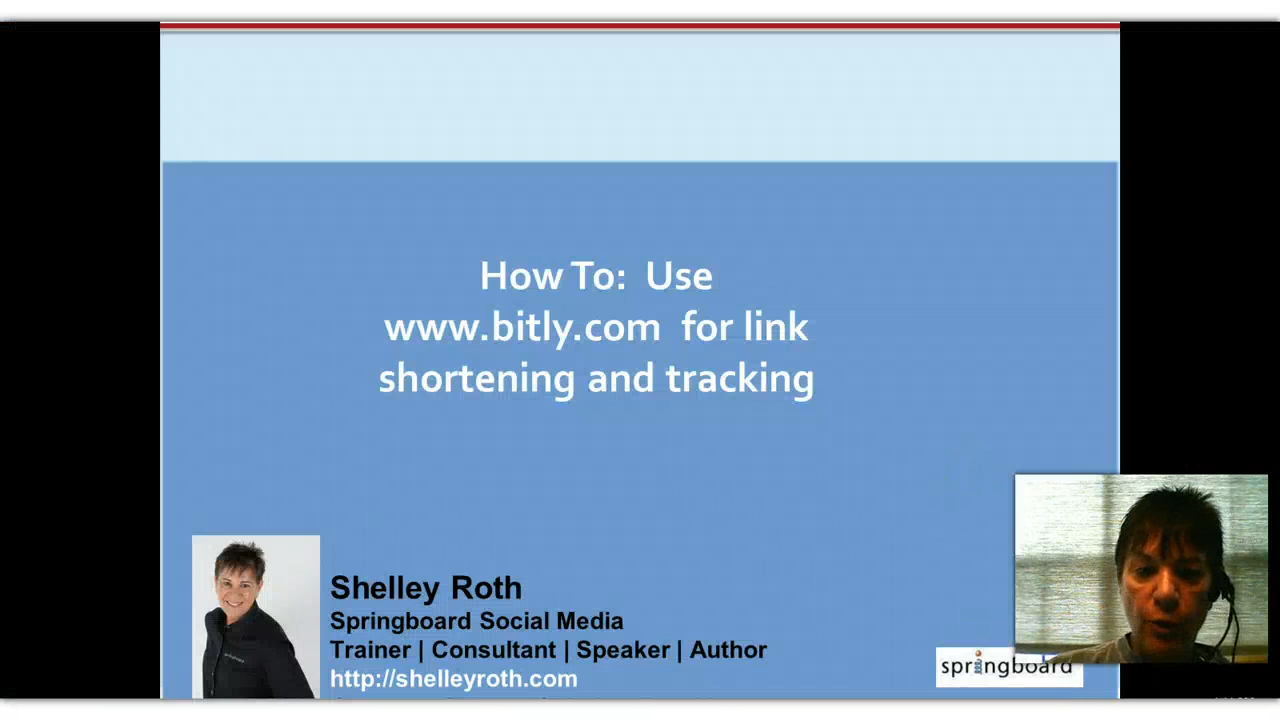 How To:  Use
www.bitly.com  for link
shortening and tracking
Shelley Roth
Springboard Social Media
Trainer | Consultant | Speaker | Author
http://shelleyroth.com
springboard